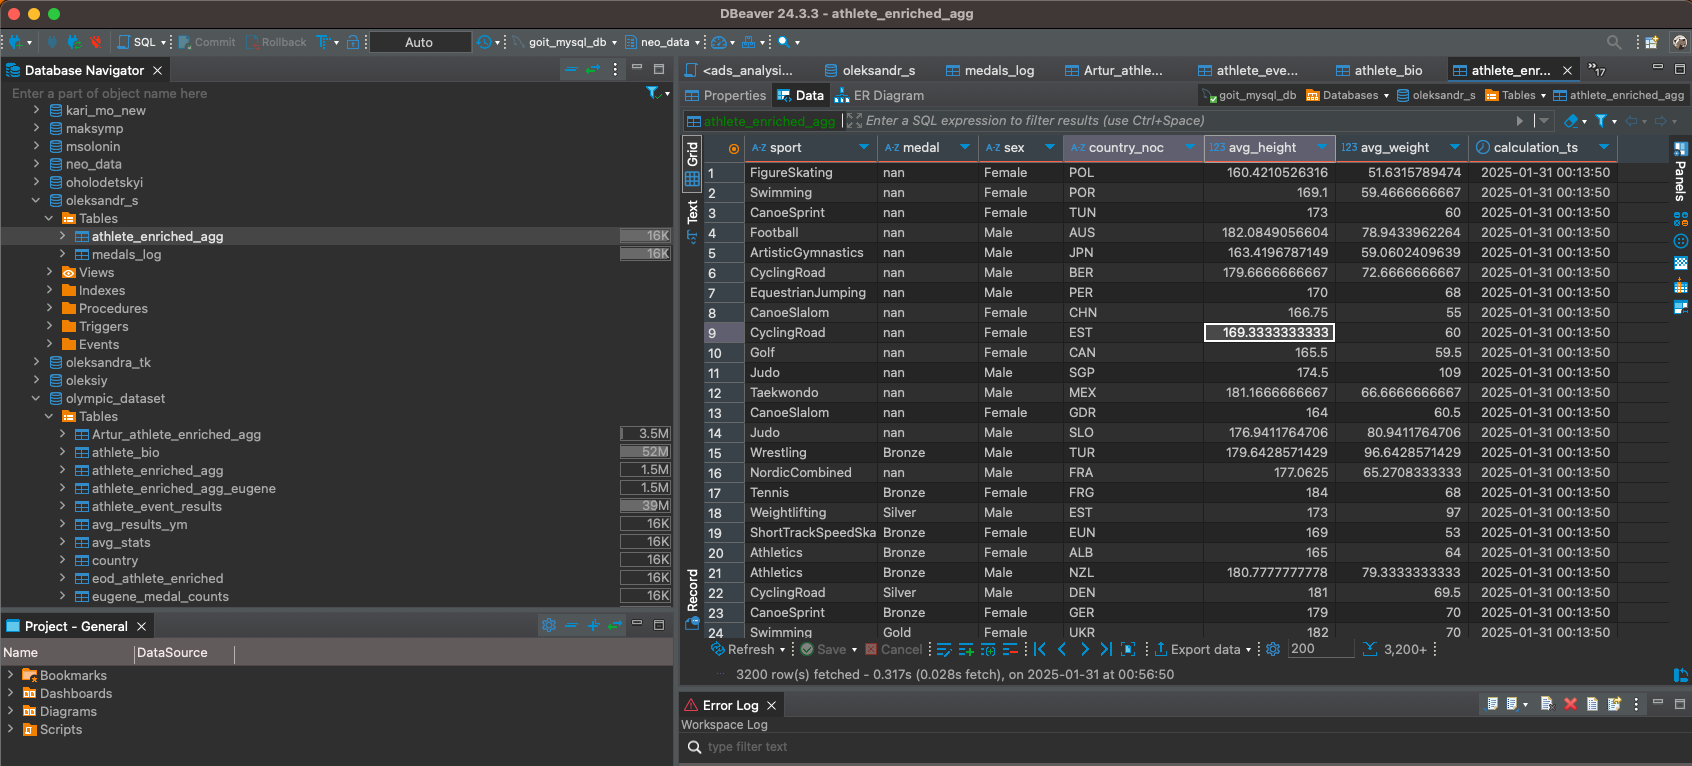 DBeaver 24.3.3 - athlete_enriched_agg
SQL Commit Rollback T Auto goit_mysql_db neo_data
Database Navigator
Enter a part of object name here
kari_mo_new
maksymp
msolonin
neo_data
oholodetskyi
oleksandr_s
Tables
athlete_enriched_agg 16K
medals_log 16K
Views
Indexes
Procedures
Triggers
Events
oleksandra_tk
oleksiy
olympic_dataset
Tables
Artur_athlete_enriched_agg 3.5M
athlete_bio 52M
athlete_enriched_agg 1.5M
athlete_enriched_agg_eugene 1.5M
athlete_event_results 39M
avg_results_ym 16K
avg_stats 16K
country 16K
eod_athlete_enriched 16K
eugene_medal_counts 16K
Project - General
Name DataSource
Bookmarks
Dashboards
Diagrams
Scripts
<ads_analysi... oleksandr_s medals_log Artur_athle... athlete_eve... athlete_bio athlete_enr... »17
Properties Data ER Diagram goit_mysql_db Databases oleksandr_s Tables athlete_enriched_agg
athlete_enriched_agg Enter a SQL expression to filter results (use Ctrl+Space)
Grid
Text
Record
Panels
A-Z sport A-Z medal A-Z sex A-Z country_noc 123 avg_height 123 avg_weight calculation_ts
1 FigureSkating nan Female POL 160.4210526316 51.6315789474 2025-01-31 00:13:50
2 Swimming nan Female POR 169.1 59.4666666667 2025-01-31 00:13:50
3 CanoeSprint nan Female TUN 173 60 2025-01-31 00:13:50
4 Football nan Male AUS 182.0849056604 78.9433962264 2025-01-31 00:13:50
5 ArtisticGymnastics nan Male JPN 163.4196787149 59.0602409639 2025-01-31 00:13:50
6 CyclingRoad nan Male BER 179.6666666667 72.6666666667 2025-01-31 00:13:50
7 EquestrianJumping nan Male PER 170 68 2025-01-31 00:13:50
8 CanoeSlalom nan Female CHN 166.75 55 2025-01-31 00:13:50
9 CyclingRoad nan Female EST 169.3333333333 60 2025-01-31 00:13:50
10 Golf nan Female CAN 165.5 59.5 2025-01-31 00:13:50
11 Judo nan Male SGP 174.5 109 2025-01-31 00:13:50
12 Taekwondo nan Male MEX 181.1666666667 66.6666666667 2025-01-31 00:13:50
13 CanoeSlalom nan Female GDR 164 60.5 2025-01-31 00:13:50
14 Judo nan Male SLO 176.9411764706 80.9411764706 2025-01-31 00:13:50
15 Wrestling Bronze Male TUR 179.6428571429 96.6428571429 2025-01-31 00:13:50
16 NordicCombined nan Male FRA 177.0625 65.2708333333 2025-01-31 00:13:50
17 Tennis Bronze Female FRG 184 68 2025-01-31 00:13:50
18 Weightlifting Silver Male EST 173 97 2025-01-31 00:13:50
19 ShortTrackSpeedSka Bronze Female EUN 169 53 2025-01-31 00:13:50
20 Athletics Bronze Female ALB 165 64 2025-01-31 00:13:50
21 Athletics Bronze Male NZL 180.7777777778 79.3333333333 2025-01-31 00:13:50
22 CyclingRoad Silver Male DEN 181 69.5 2025-01-31 00:13:50
23 CanoeSprint Bronze Female GER 179 70 2025-01-31 00:13:50
24 Swimming Gold Female UKR 182 70 2025-01-31 00:13:50
Refresh Save Cancel Export data 200 3,200+
3200 row(s) fetched - 0.317s (0.028s fetch), on 2025-01-31 at 00:56:50
Error Log
Workspace Log
type filter text